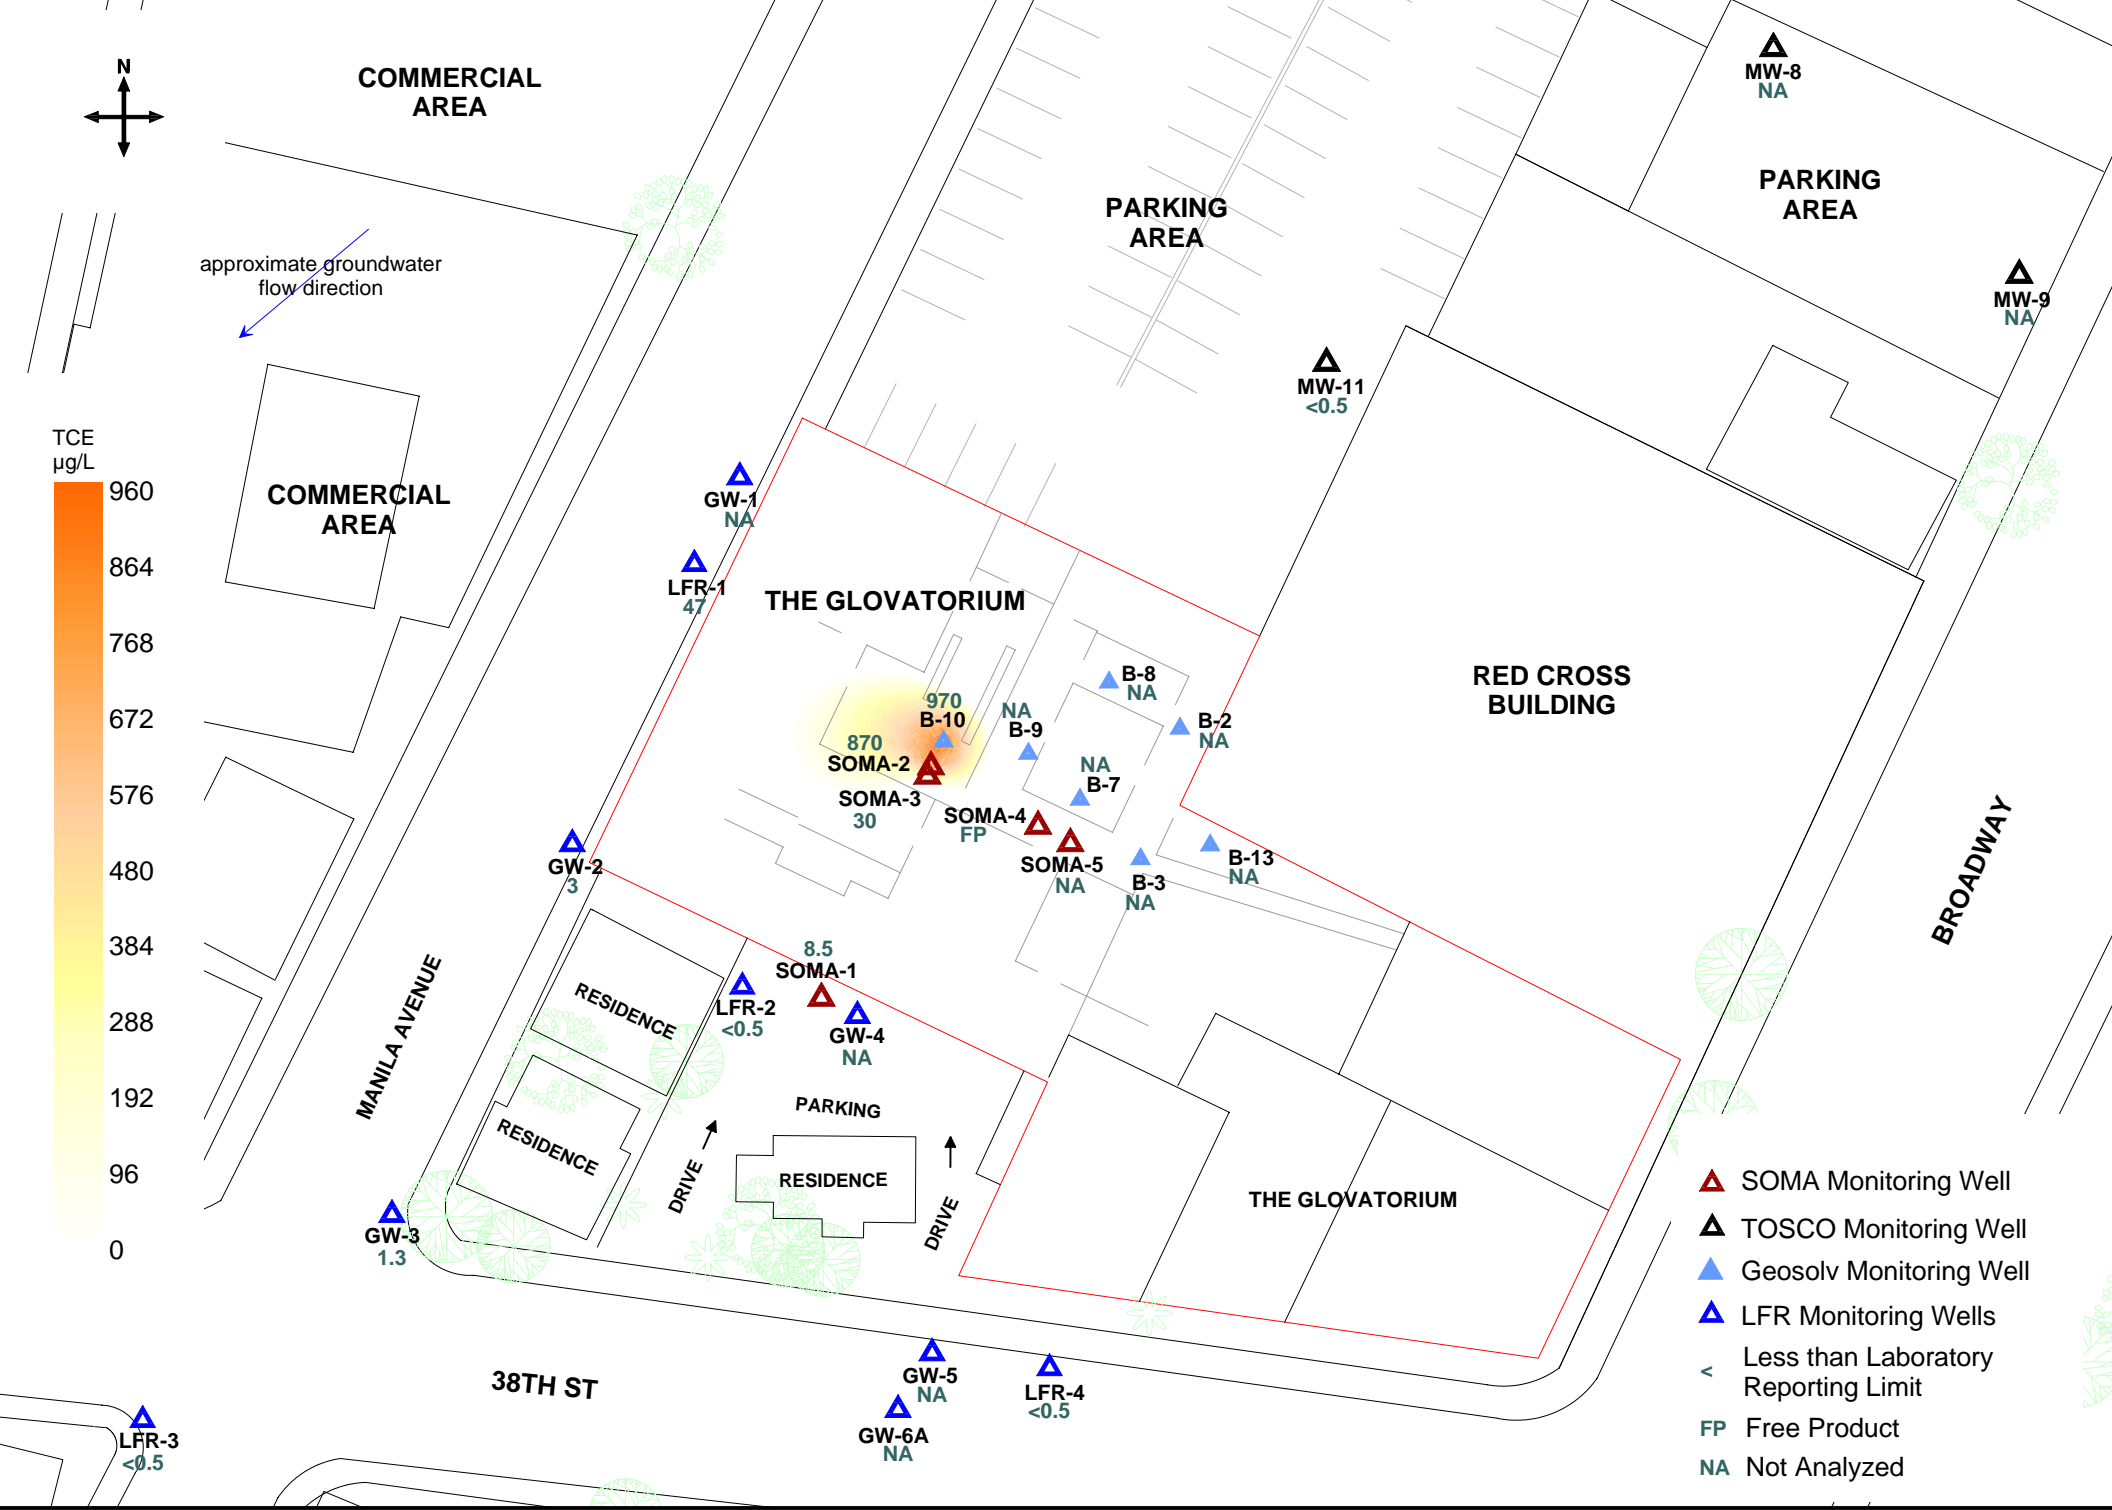 N
COMMERCIAL
AREA
MW-8
NA
PARKING
AREA
PARKING
AREA
approximate groundwater
flow direction
MW-9
NA
MW-11
<0.5
TCE
µg/L
960
864
768
672
576
480
384
288
192
96
0
COMMERCIAL
AREA
GW-1
NA
LFR-1
47
THE GLOVATORIUM
RED CROSS
BUILDING
B-8
NA
970
B-10
NA
B-9
B-2
NA
870
SOMA-2
NA
B-7
SOMA-3
30
SOMA-4
FP
SOMA-5
NA
B-3
NA
B-13
NA
GW-2
3
BROADWAY
8.5
SOMA-1
LFR-2
<0.5
GW-4
NA
RESIDENCE
MANILA AVENUE
PARKING
RESIDENCE
DRIVE
RESIDENCE
DRIVE
THE GLOVATORIUM
GW-3
1.3
38TH ST
GW-5
NA
LFR-4
<0.5
GW-6A
NA
LFR-3
<0.5
SOMA Monitoring Well
TOSCO Monitoring Well
Geosolv Monitoring Well
LFR Monitoring Wells
< Less than Laboratory
Reporting Limit
FP Free Product
NA Not Analyzed